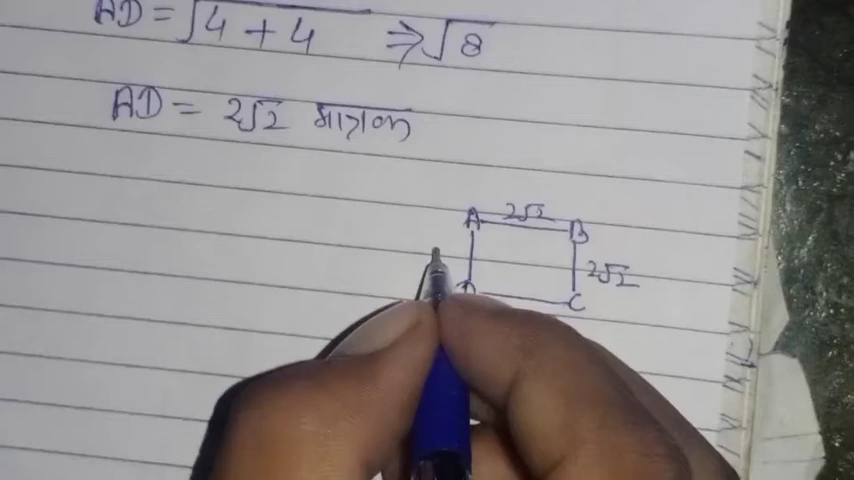 AD = √4 + 4 ⇒ √8
AD = 2√2 मात्रक
A 2√2 B
2√2
D C